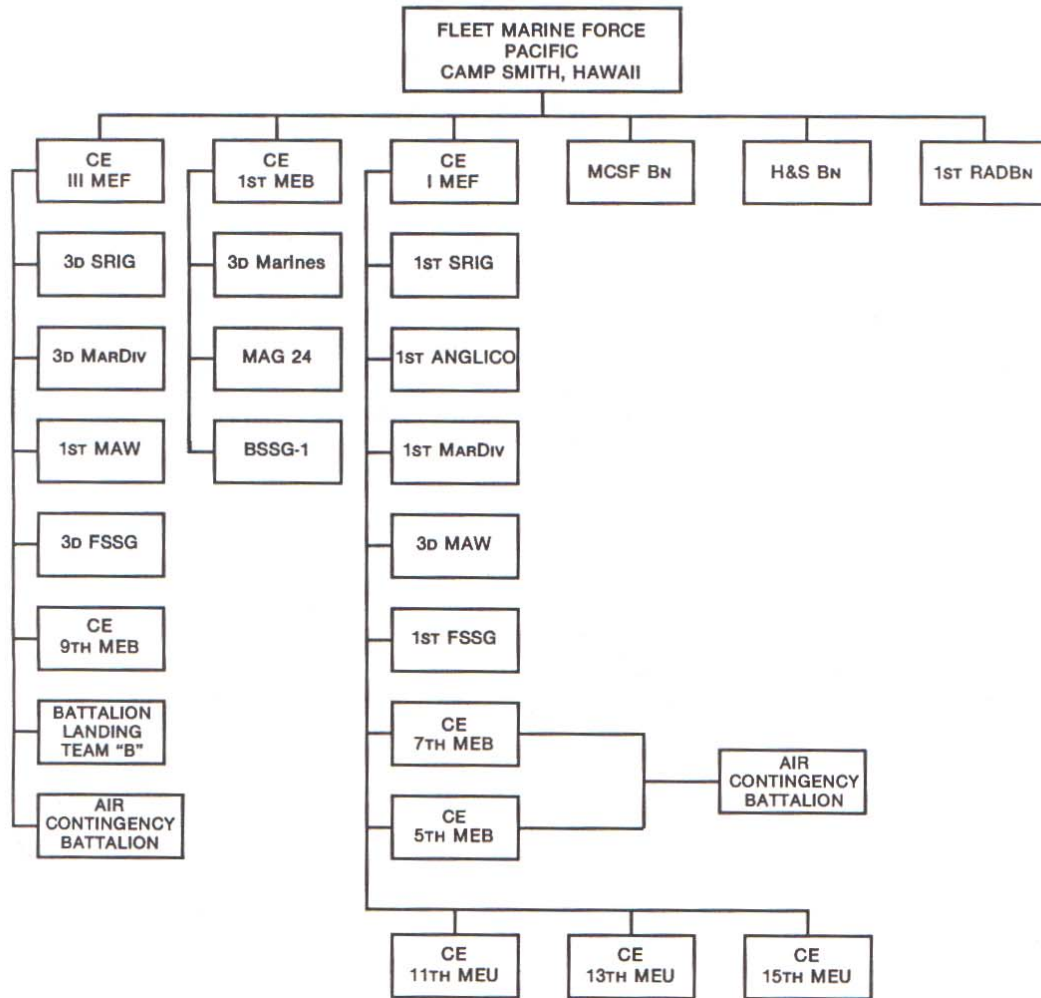 FLEET MARINE FORCE
PACIFIC
CAMP SMITH, HAWAII
CE
III MEF
CE
1ST MEB
CE
I MEF
MCSF BN
H&S BN
1ST RADBN
3D SRIG
3D MARDIV
1ST MAW
3D FSSG
CE
9TH MEB
BATTALION
LANDING
TEAM “B”
AIR
CONTINGENCY
BATTALION
3D Marines
MAG 24
BSSG-1
1ST SRIG
1ST ANGLICO
1ST MARDIV
3D MAW
1ST FSSG
CE
7TH MEB
CE
5TH MEB
AIR
CONTINGENCY
BATTALION
CE
11TH MEU
CE
13TH MEU
CE
15TH MEU